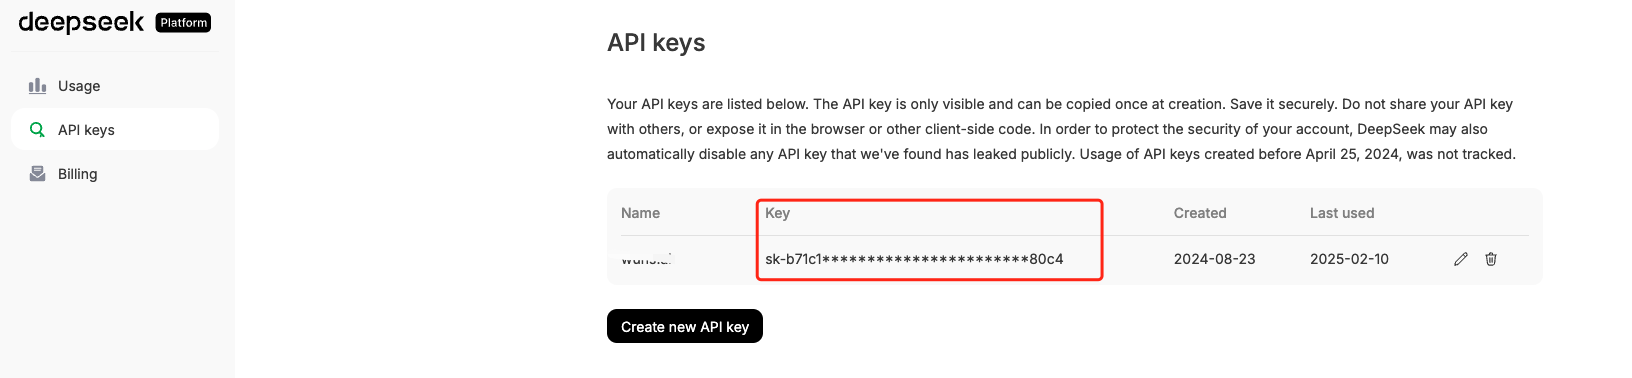 deepseek Platform
Usage
API keys
Billing
API keys
Your API keys are listed below. The API key is only visible and can be copied once at creation. Save it securely. Do not share your API key
with others, or expose it in the browser or other client-side code. In order to protect the security of your account, DeepSeek may also
automatically disable any API key that we've found has leaked publicly. Usage of API keys created before April 25, 2024, was not tracked.
Name Key Created Last used
sk-b71c1***********************80c4 2024-08-23 2025-02-10
Create new API key